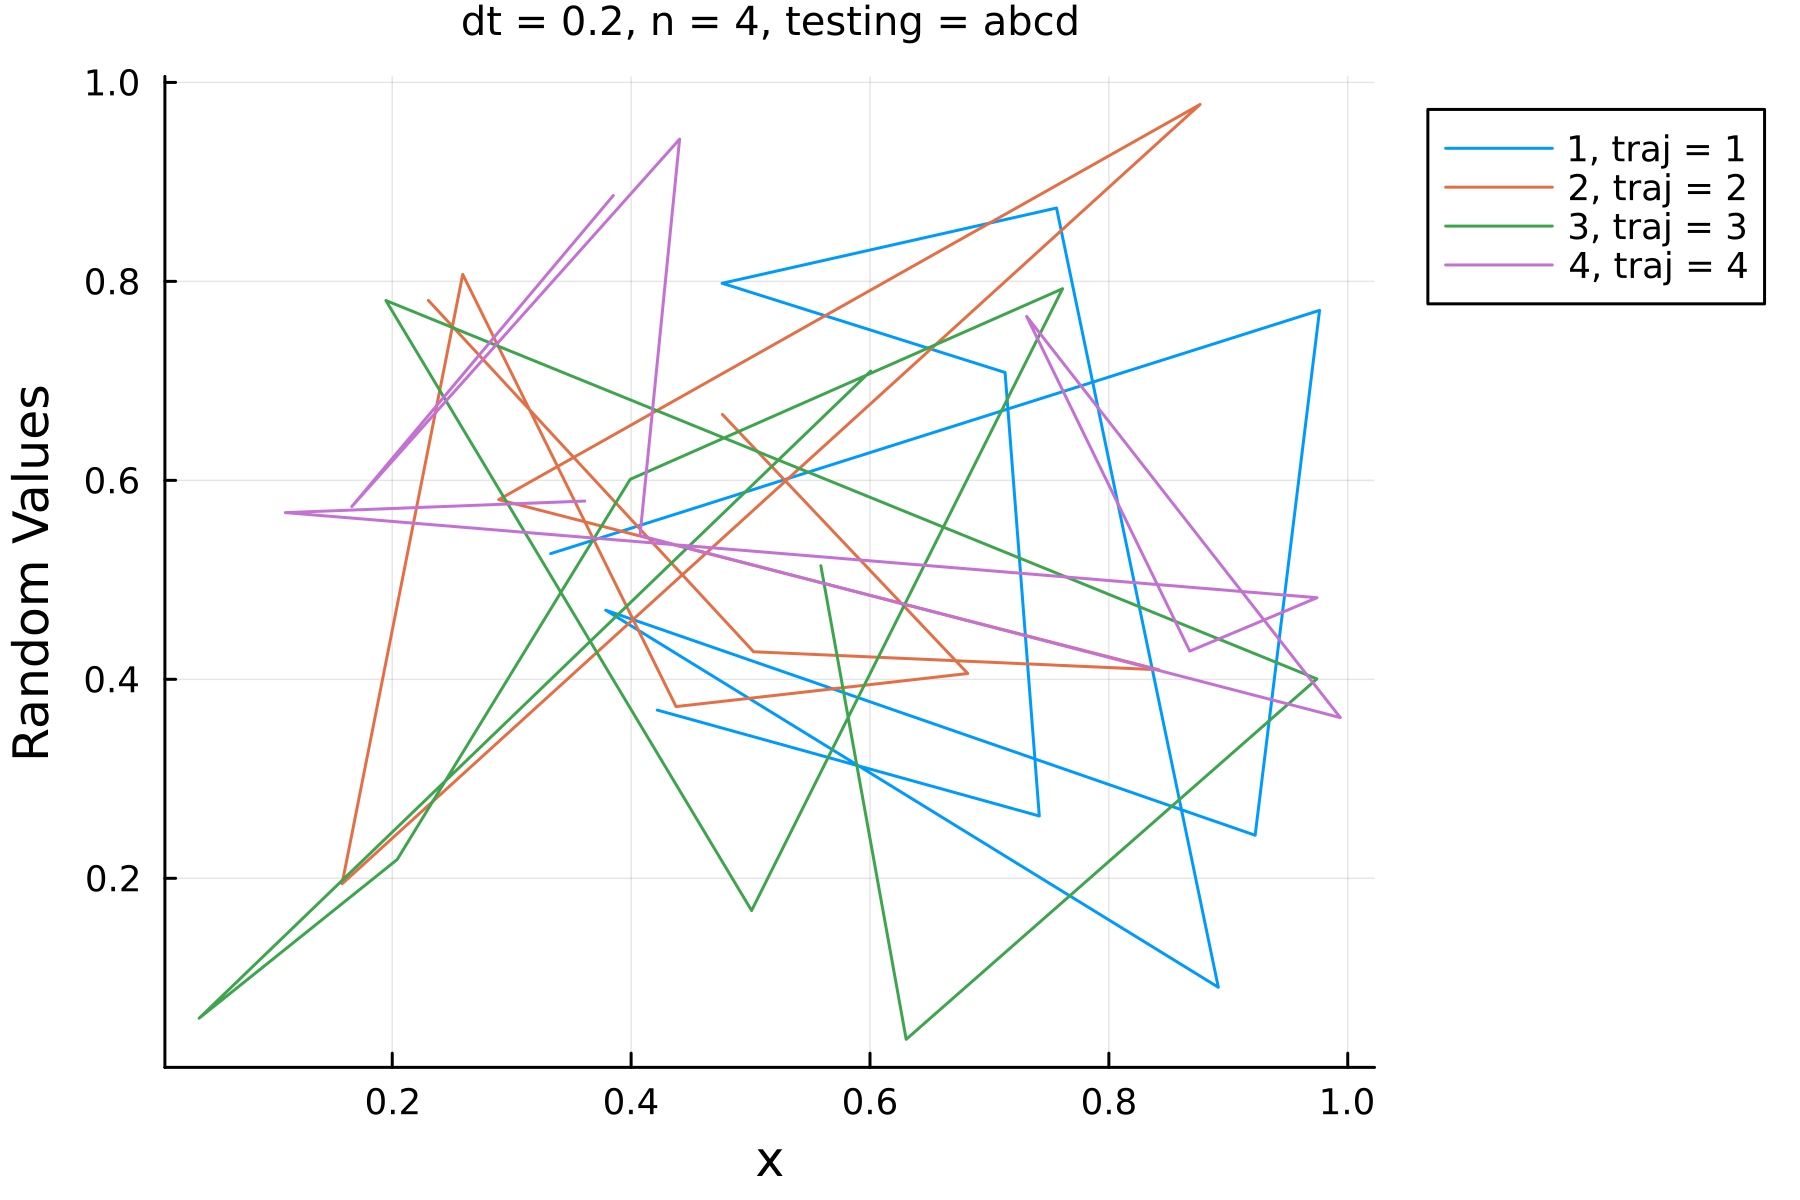 dt = 0.2, n = 4, testing = abcd
1.0
0.8
0.6
0.4
0.2
Random Values
0.2 0.4 0.6 0.8 1.0
x
1, traj = 1
2, traj = 2
3, traj = 3
4, traj = 4